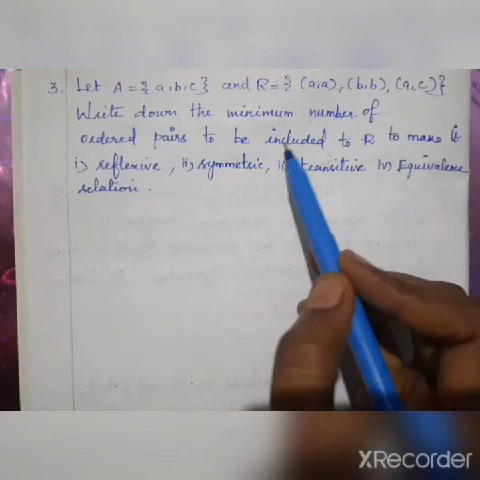 3. Let A = {a,b,c} and R = {(a,a), (b,b), (a,c)}
Write down the minimum number of
ordered pairs to be included to R to make it
i) reflexive, ii) symmetric, transitive iv) Equivalence
relation.
XRecorder